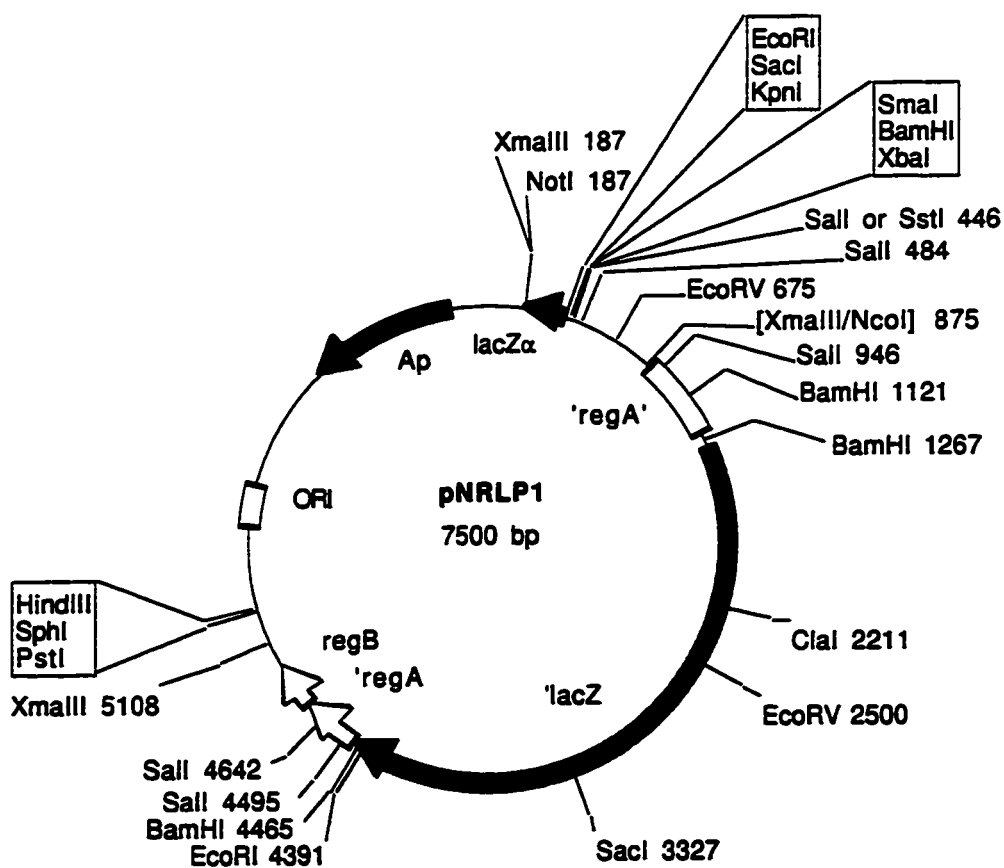 EcoRI
SacI
KpnI
SmaI
BamHI
XbaI
XmaIII 187
NotI 187
SalI or SstI 446
SalI 484
EcoRV 675
[XmaIII/NcoI] 875
SalI 946
BamHI 1121
BamHI 1267
lacZα
Ap
'regA'
pNRLP1
7500 bp
ORI
HindIII
SphI
PstI
XmaIII 5108
regB
'regA
'lacZ
ClaI 2211
EcoRV 2500
SalI 4642
SalI 4495
BamHI 4465
EcoRI 4391
SacI 3327